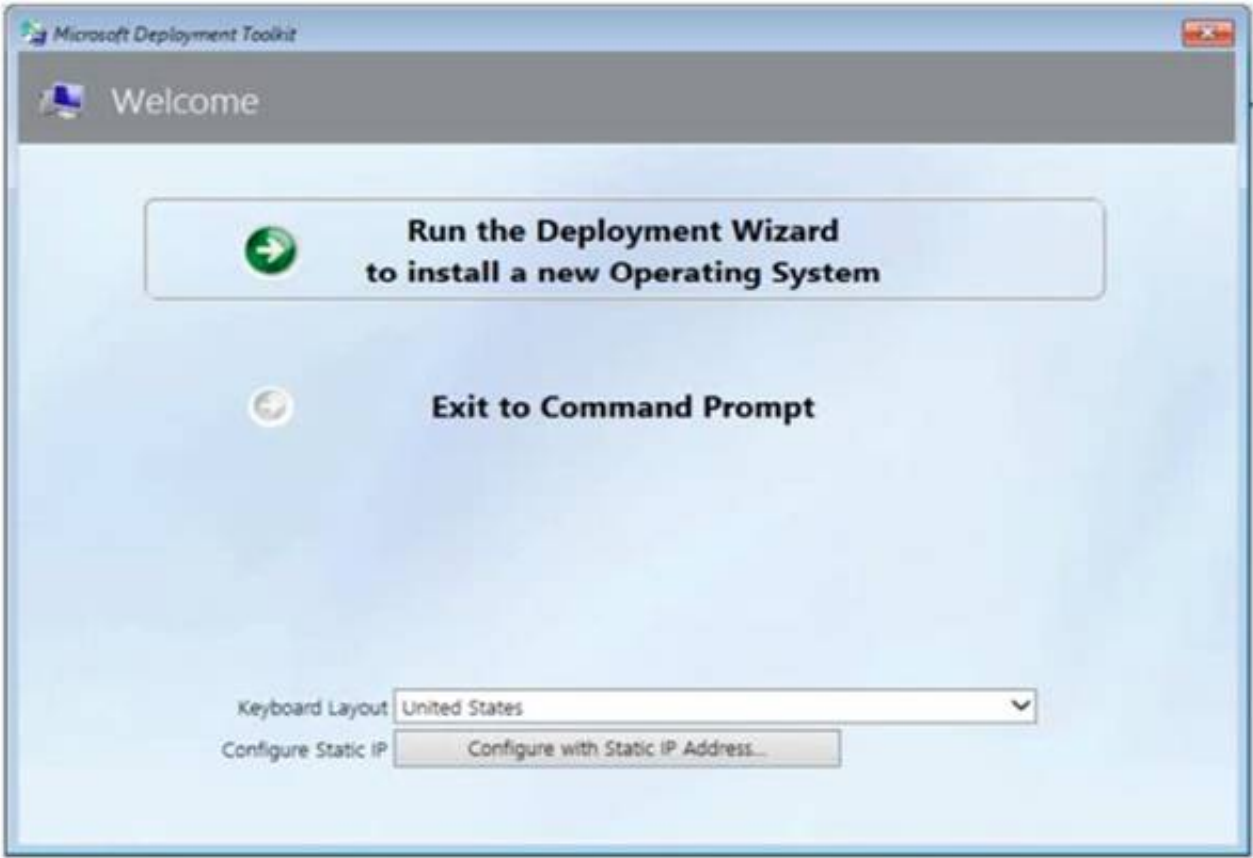 Microsoft Deployment Toolkit
Welcome
Run the Deployment Wizard
to install a new Operating System
Exit to Command Prompt
Keyboard Layout United States
Configure Static IP Configure with Static IP Address...